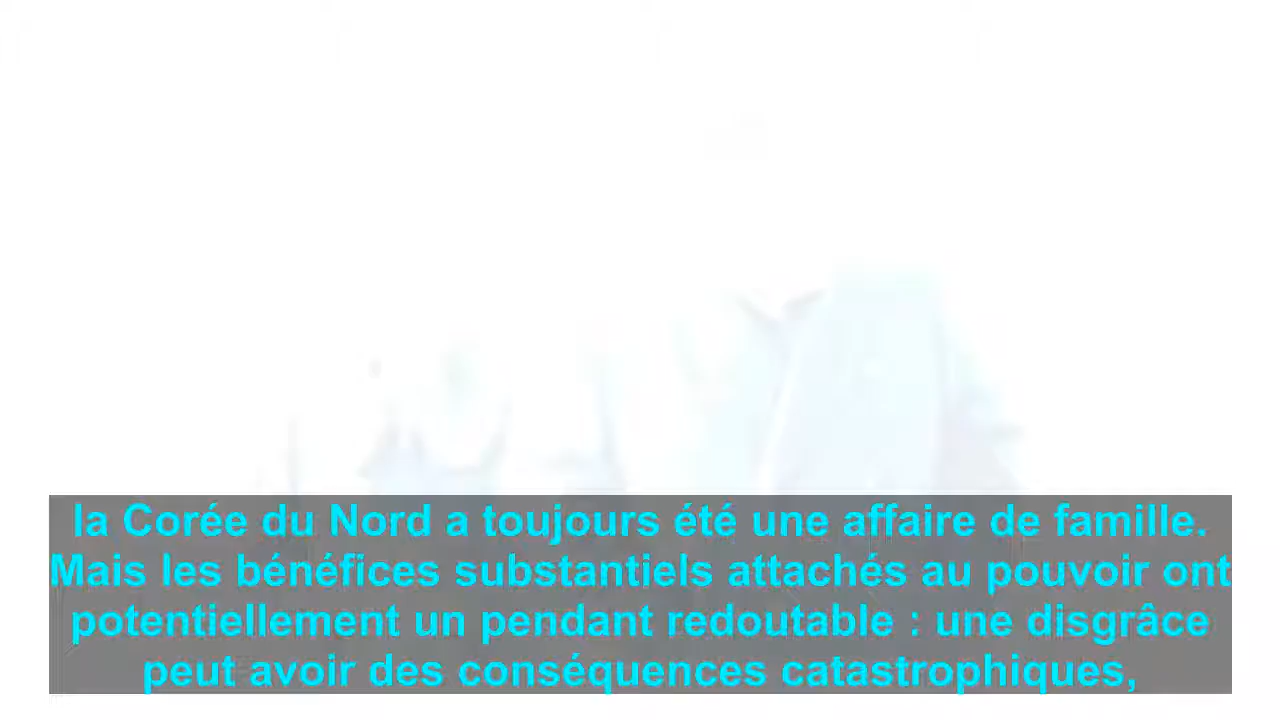 la Corée du Nord a toujours été une affaire de famille.
Mais les bénéfices substantiels attachés au pouvoir ont
potentiellement un pendant redoutable : une disgrâce
peut avoir des conséquences catastrophiques,